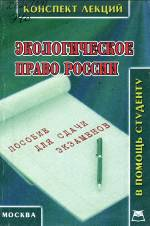 КОНСПЕКТ ЛЕКЦИЙ
ЭКОЛОГИЧЕСКОЕ
ПРАВО РОССИИ
ПОСОБИЕ
ДЛЯ СДАЧИ
ЭКЗАМЕНОВ
В ПОМОЩЬ СТУДЕНТУ
МОСКВА